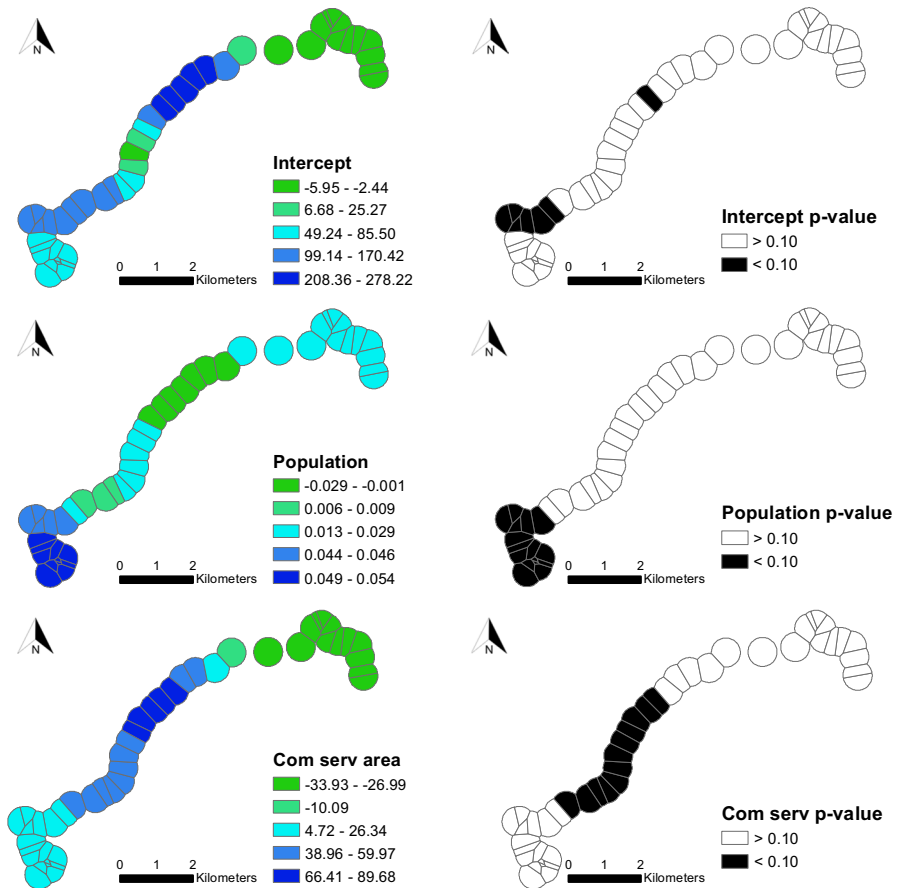 N
Intercept
-5.95 - -2.44
6.68 - 25.27
49.24 - 85.50
99.14 - 170.42
208.36 - 278.22
0 1 2
Kilometers
N
Intercept p-value
> 0.10
< 0.10
0 1 2
Kilometers
N
Population
-0.029 - -0.001
0.006 - 0.009
0.013 - 0.029
0.044 - 0.046
0.049 - 0.054
0 1 2
Kilometers
N
Population p-value
> 0.10
< 0.10
0 1 2
Kilometers
N
Com serv area
-33.93 - -26.99
-10.09
4.72 - 26.34
38.96 - 59.97
66.41 - 89.68
0 1 2
Kilometers
N
Com serv p-value
> 0.10
< 0.10
0 1 2
Kilometers